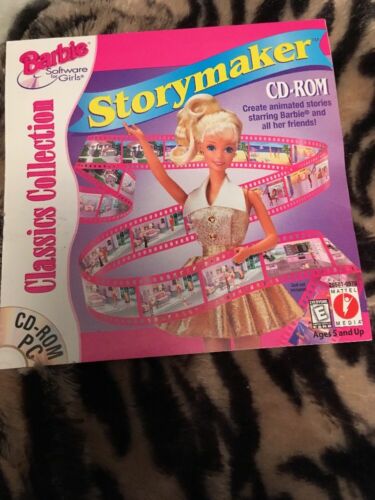 Barbie
Software
for Girls
Classics Collection
Storymaker
CD-ROM
Create animated stories
starring Barbie® and
all her friends!
CD-ROM
PC
EVERYONE
E
MATTEL
MEDIA
Ages 5 and Up